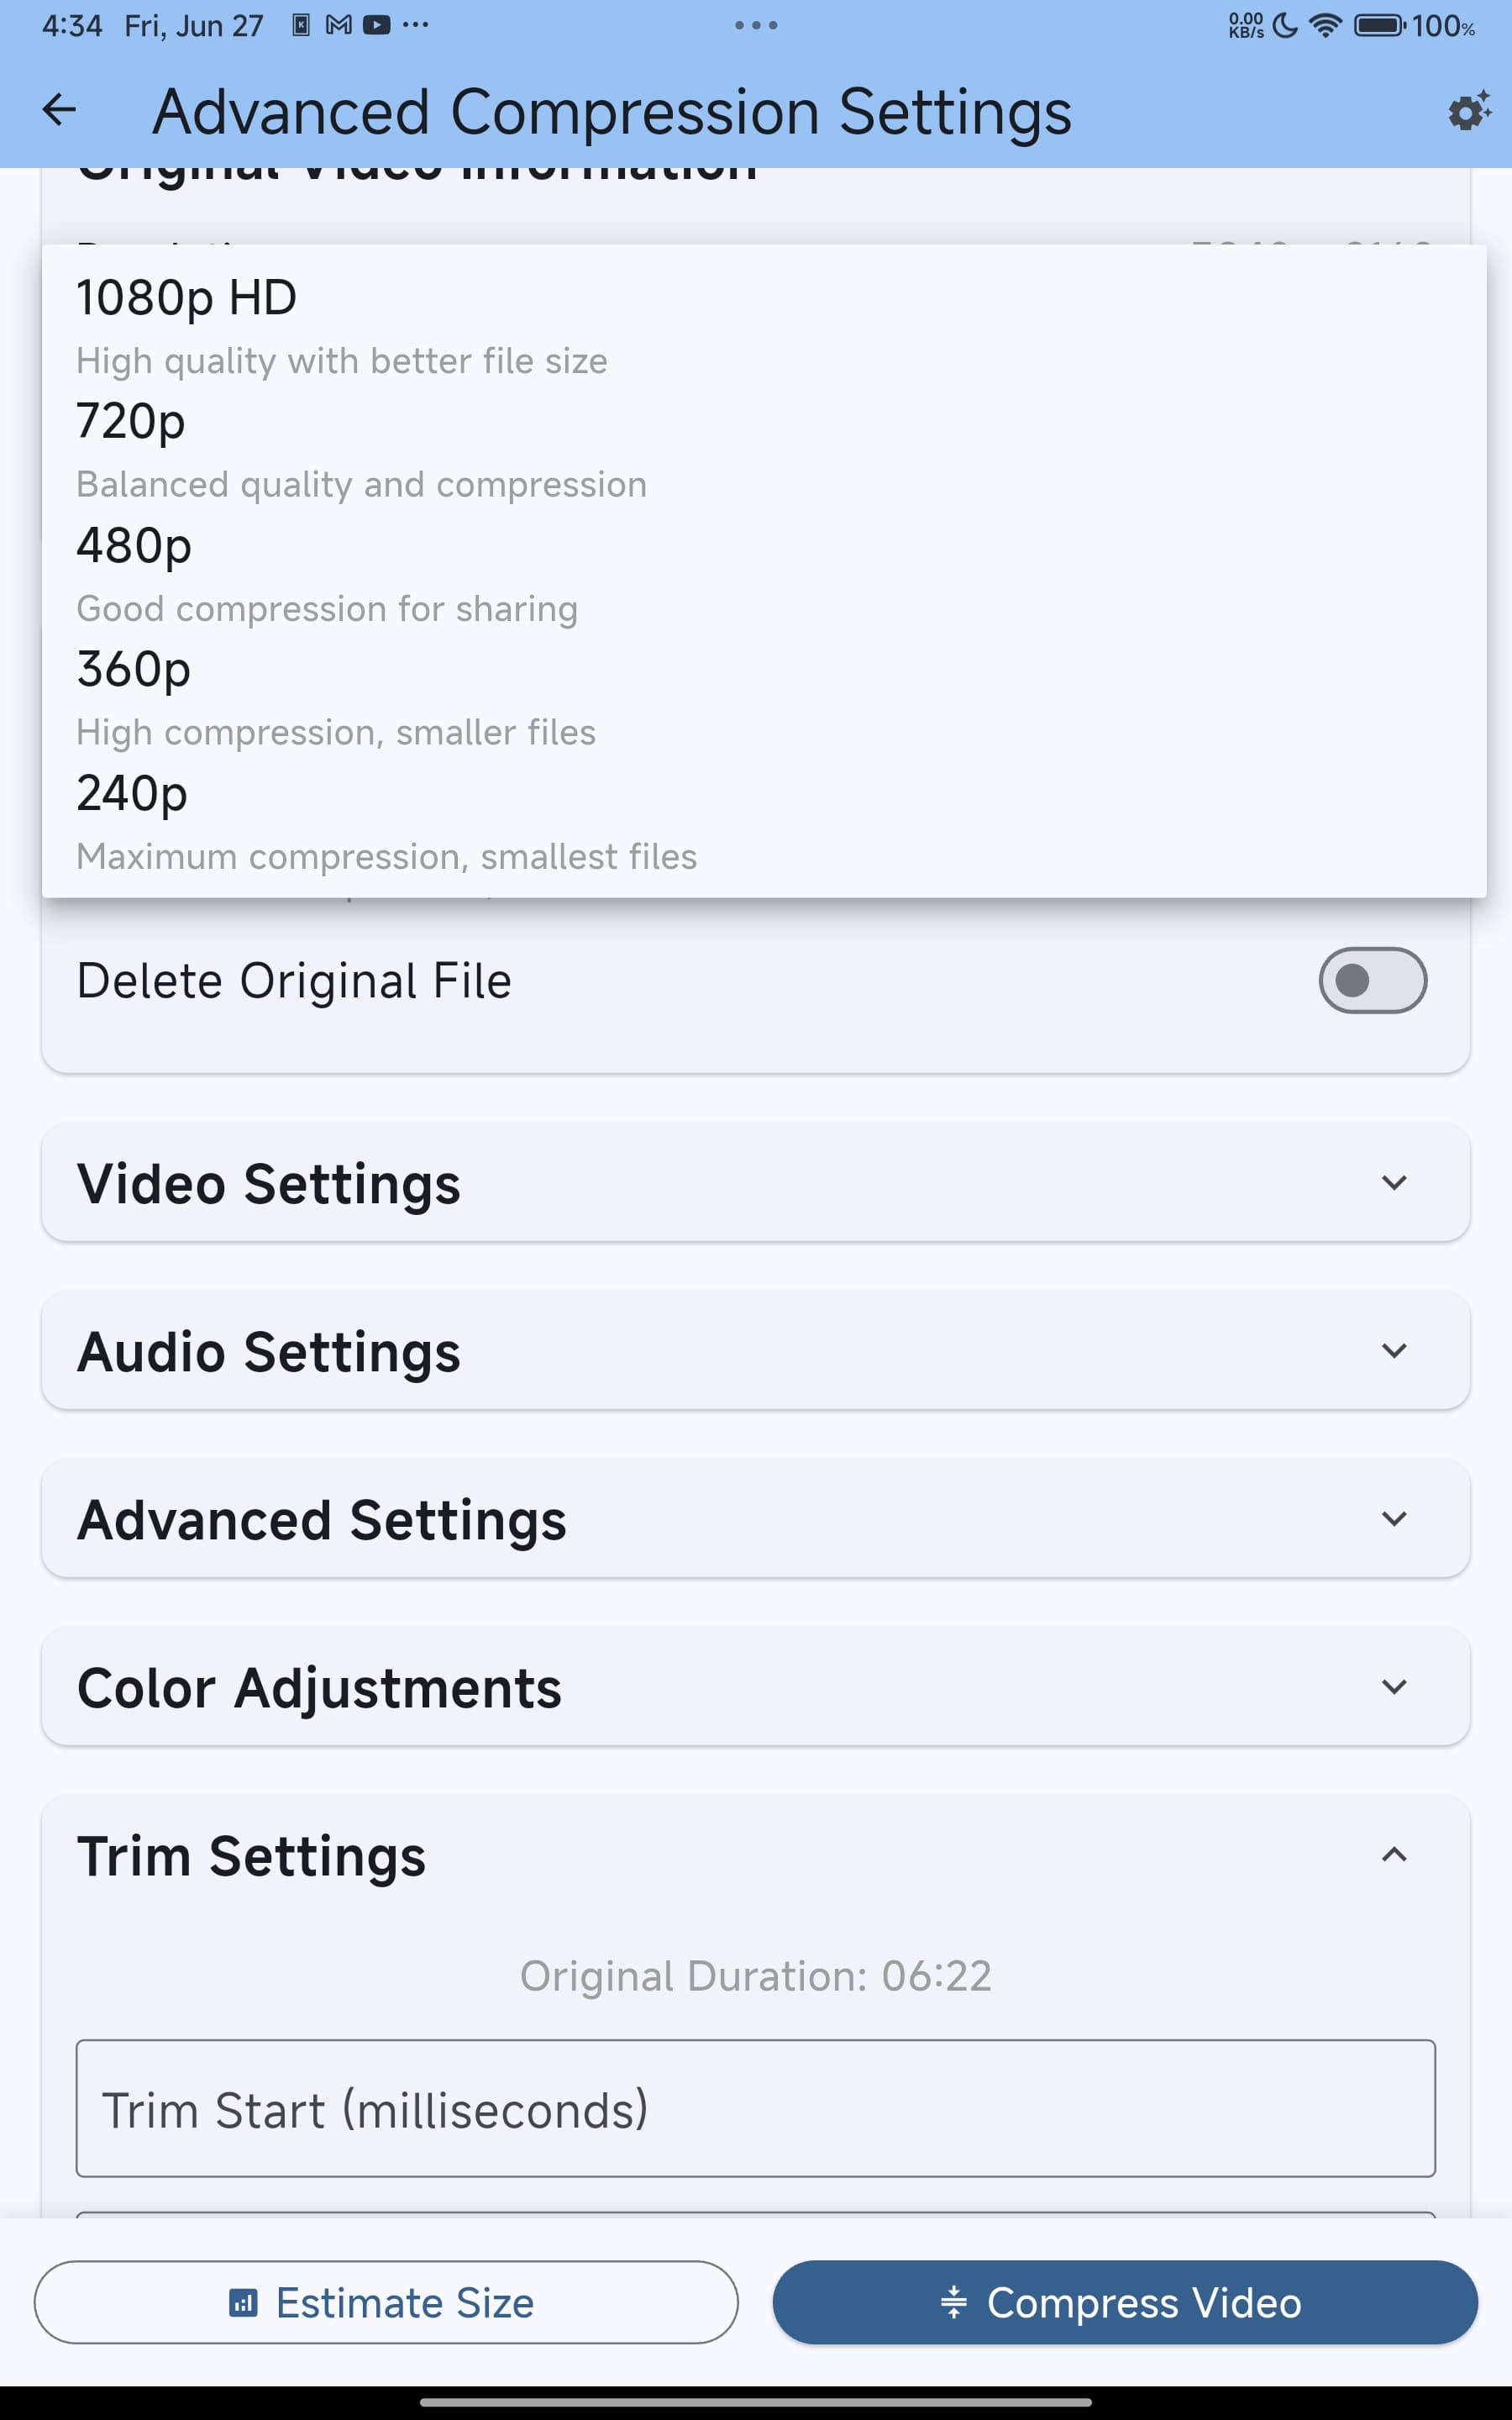 4:34 Fri, Jun 27 0.00 KB/s 100%
Advanced Compression Settings
Original Video Information
1080p HD
High quality with better file size
720p
Balanced quality and compression
480p
Good compression for sharing
360p
High compression, smaller files
240p
Maximum compression, smallest files
Delete Original File
Video Settings
Audio Settings
Advanced Settings
Color Adjustments
Trim Settings
Original Duration: 06:22
Trim Start (milliseconds)
Estimate Size
Compress Video